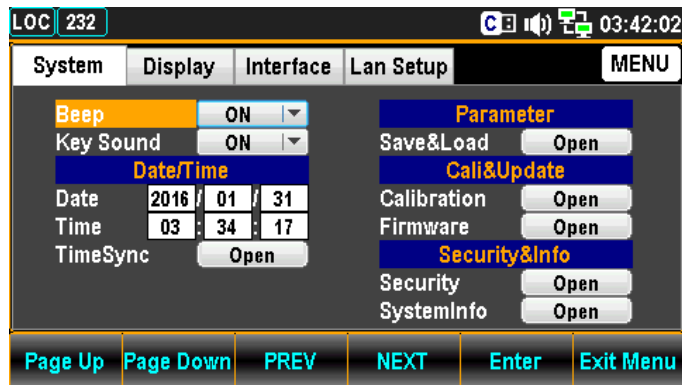 LOC 232 C 03:42:02
System Display Interface Lan Setup MENU
Beep ON
Key Sound ON
Date/Time
Date 2016 / 01 / 31
Time 03 : 34 : 17
TimeSync Open
Parameter
Save&Load Open
Cali&Update
Calibration Open
Firmware Open
Security&Info
Security Open
SystemInfo Open
Page Up Page Down PREV NEXT Enter Exit Menu